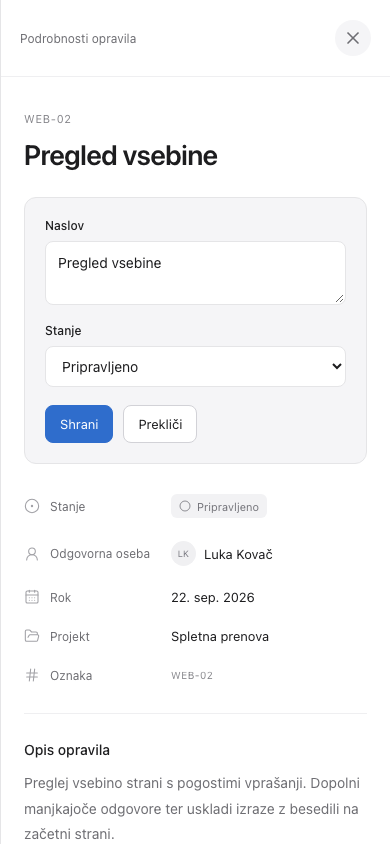 Podrobnosti opravila
WEB-02
Pregled vsebine
Naslov
Pregled vsebine
Stanje
Pripravljeno
Shrani
Prekliči
Stanje
Pripravljeno
Odgovorna oseba
LK
Luka Kovač
Rok
22. sep. 2026
Projekt
Spletna prenova
Oznaka
WEB-02
Opis opravila
Preglej vsebino strani s pogostimi vprašanji. Dopolni
manjkajoče odgovore ter uskladi izraze z besedili na
začetni strani.